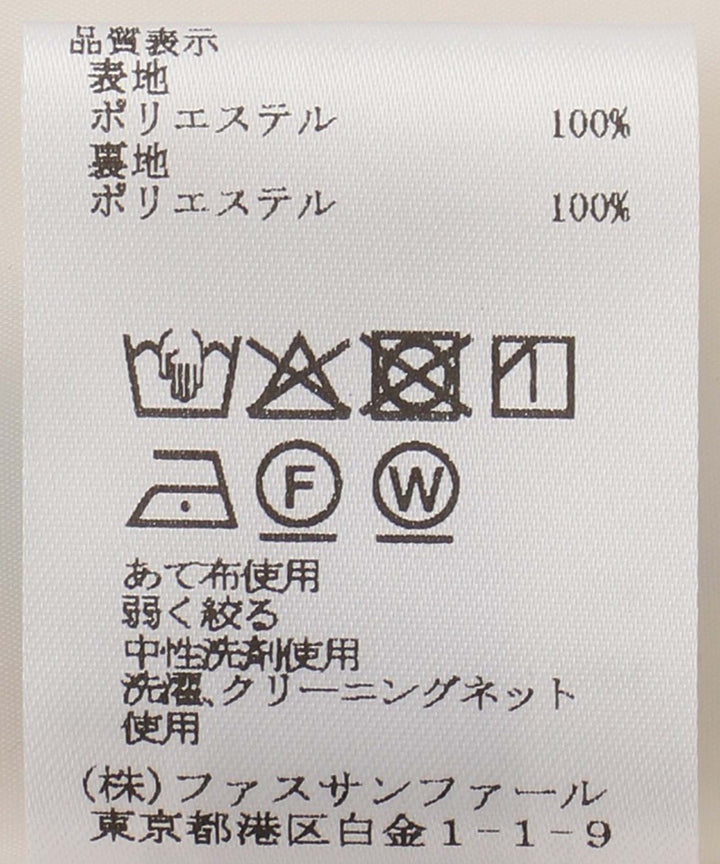 品質表示
表地
ポリエステル 100%
裏地
ポリエステル 100%
F W
あて布使用
弱く絞る
中性洗剤使用
洗濯、クリーニングネット
使用
(株)ファスサンファール
東京都港区白金1-1-9